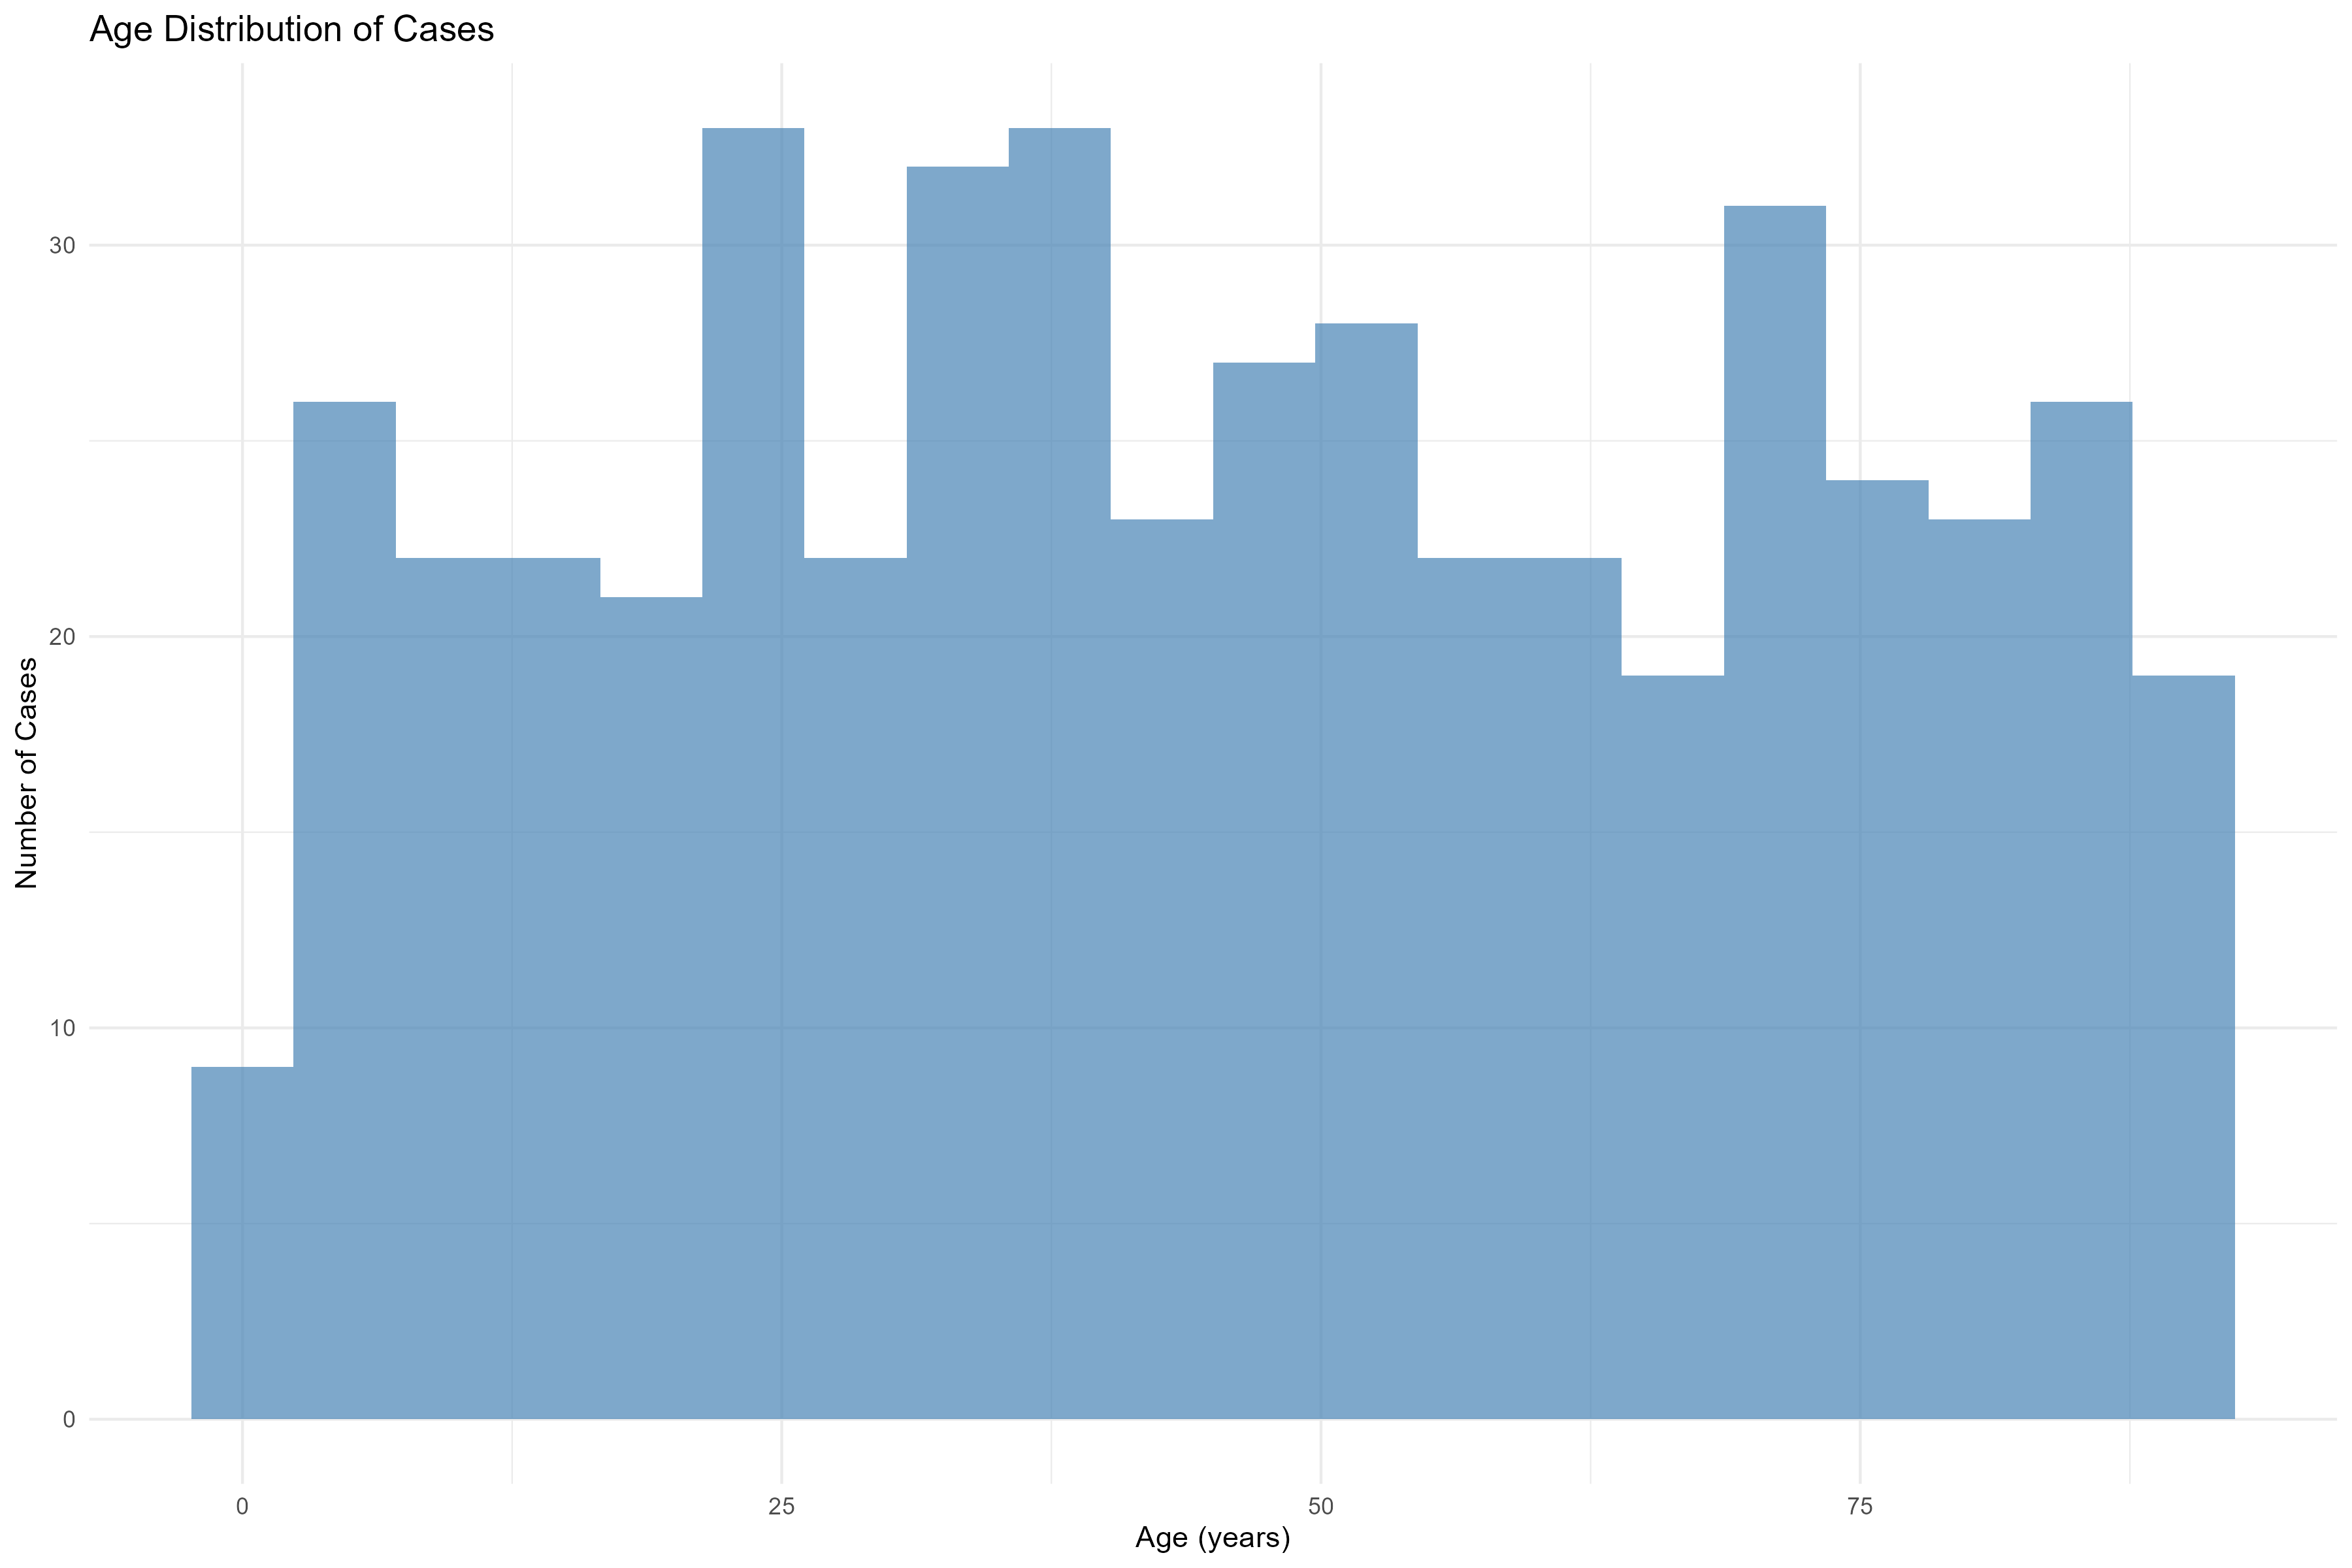 Age Distribution of Cases
30
20
10
0
Number of Cases
0 25 50 75
Age (years)